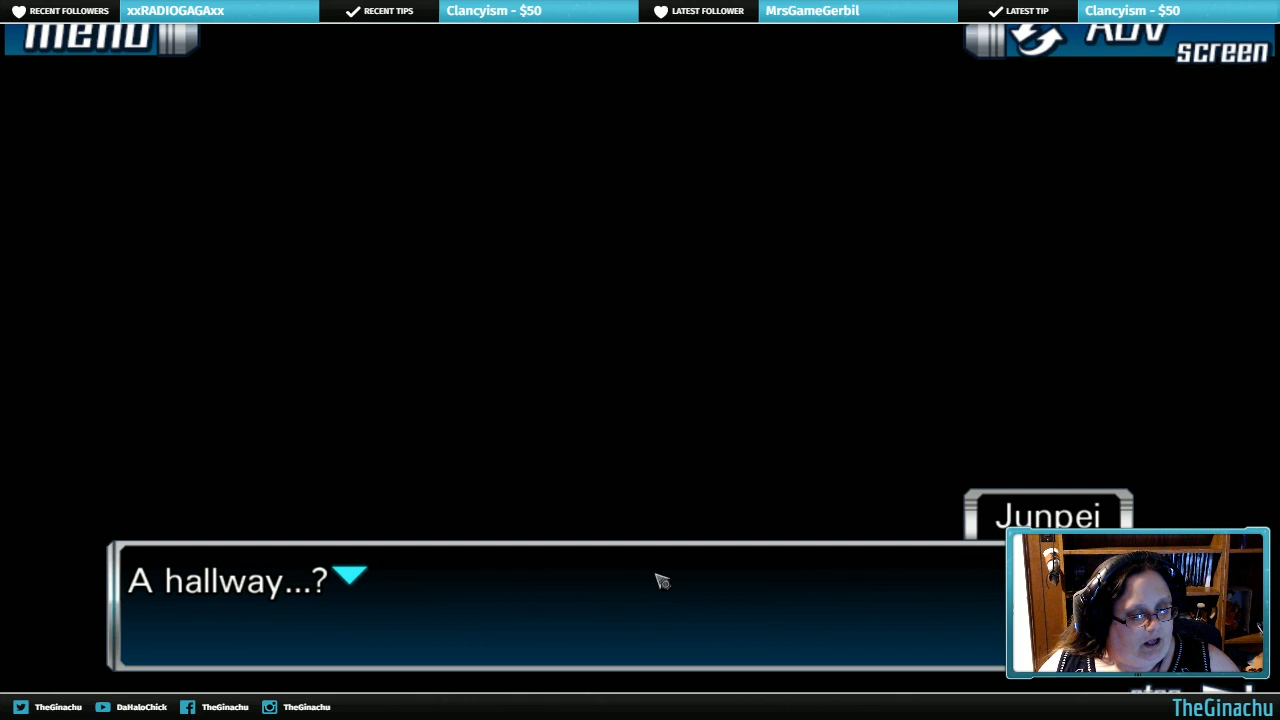 RECENT FOLLOWERS xxRADIOGAGAxx RECENT TIPS Clancyism - $50 LATEST FOLLOWER MrsGameGerbil LATEST TIP Clancyism - $50
menu
ADV
screen
Junpei
A hallway...?
TheGinachu DaHaloChick TheGinachu TheGinachu
TheGinachu